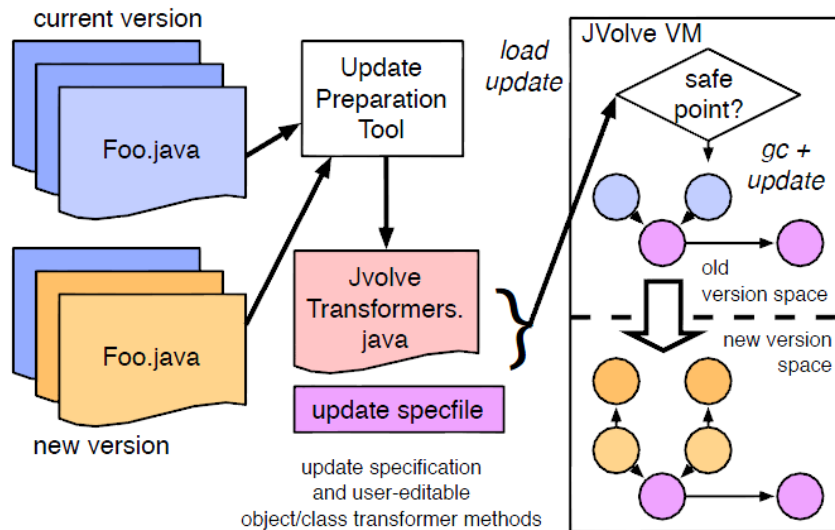 current version
Foo.java
Update
Preparation
Tool
load
update
JVolve VM
safe
point?
gc +
update
old
version space
Foo.java
new version
Jvolve
Transformers.
java
update specfile
update specification
and user-editable
object/class transformer methods
new version
space